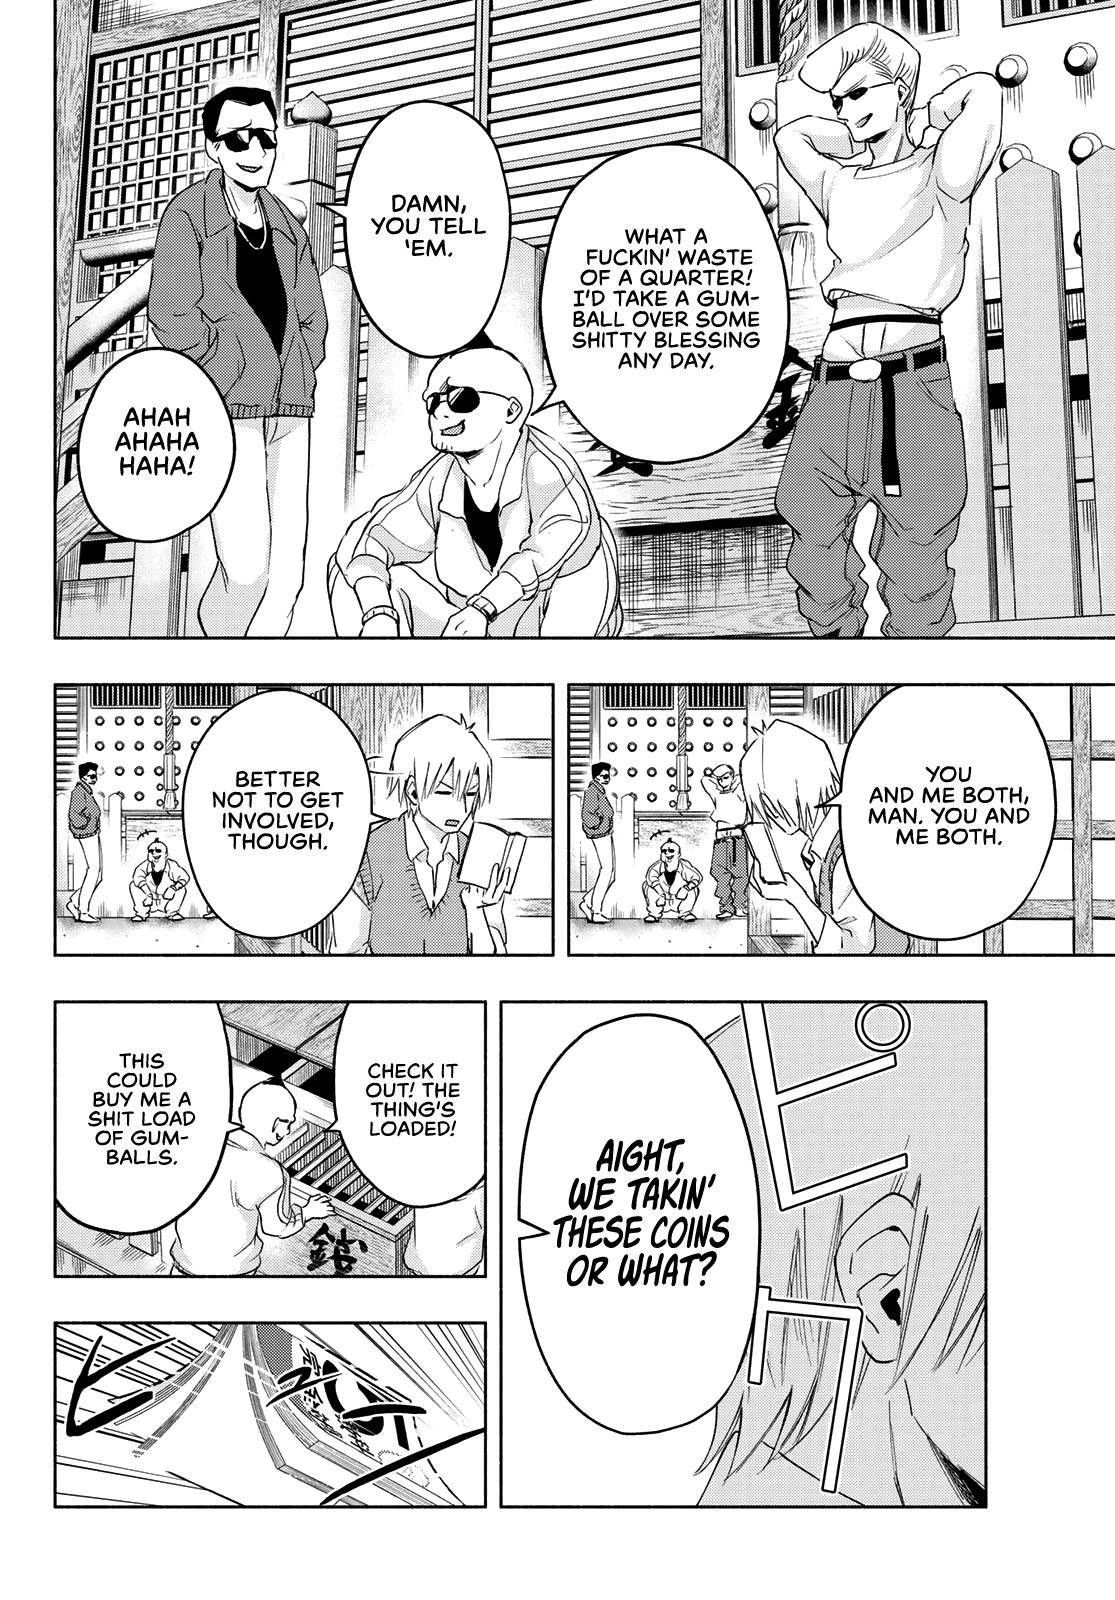 WHAT A
FUCKIN' WASTE
OF A QUARTER!
I'D TAKE A GUM-
BALL OVER SOME
SHITTY BLESSING
ANY DAY.
DAMN,
YOU TELL
'EM.
AHAH
AHAHA
HAHA!
YOU
AND ME BOTH,
MAN. YOU AND
ME BOTH.
BETTER
NOT TO GET
INVOLVED,
THOUGH.
AIGHT,
WE TAKIN'
THESE COINS
OR WHAT?
CHECK IT
OUT! THE
THING'S
LOADED!
THIS
COULD
BUY ME A
SHIT LOAD
OF GUM-
BALLS.
ビュー